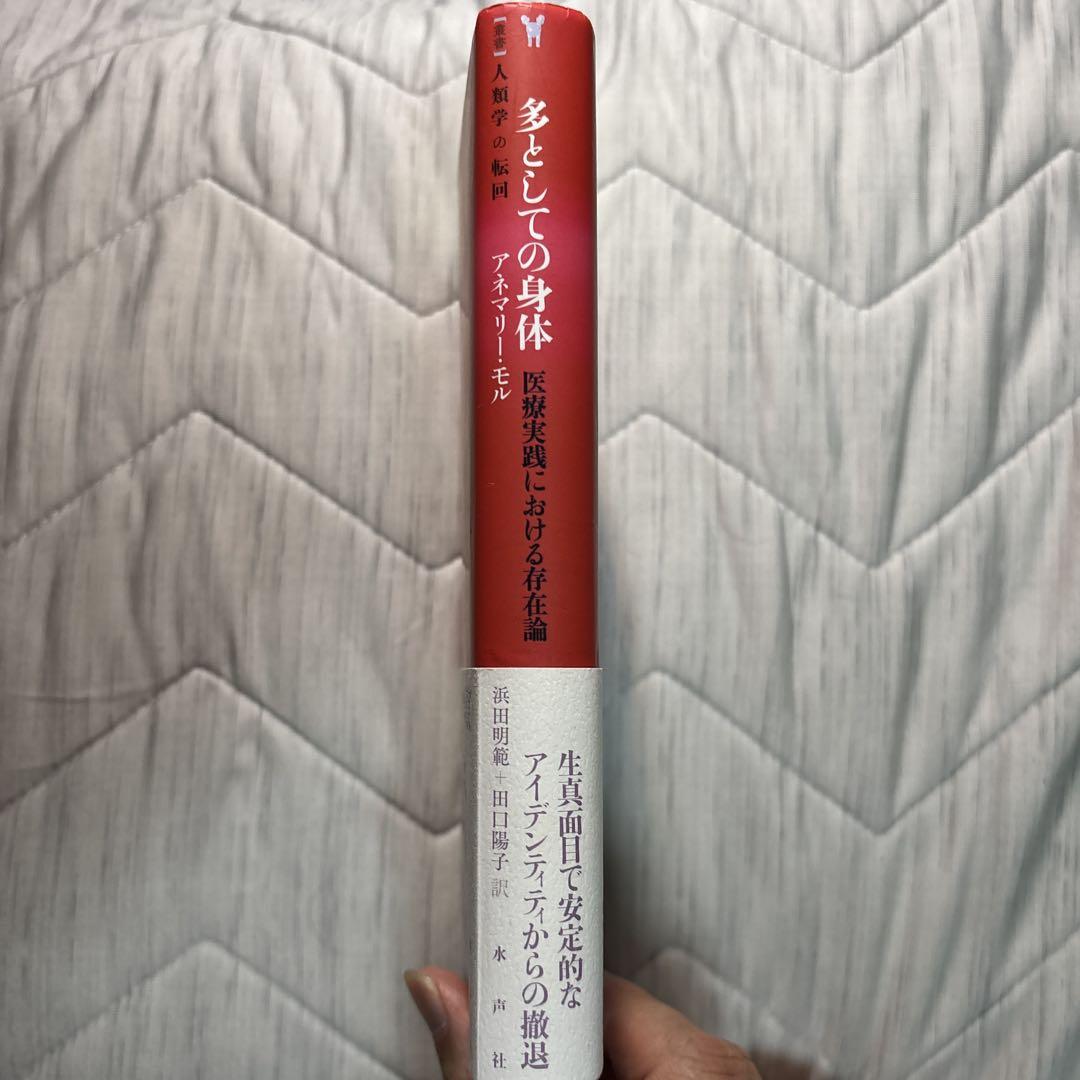 多としての身体 医療実践における存在論
【叢書】人類学の転回
アネマリー・モル
生真面目で安定的な
アイデンティティからの撤退
浜田明範+田口陽子 訳
水声社